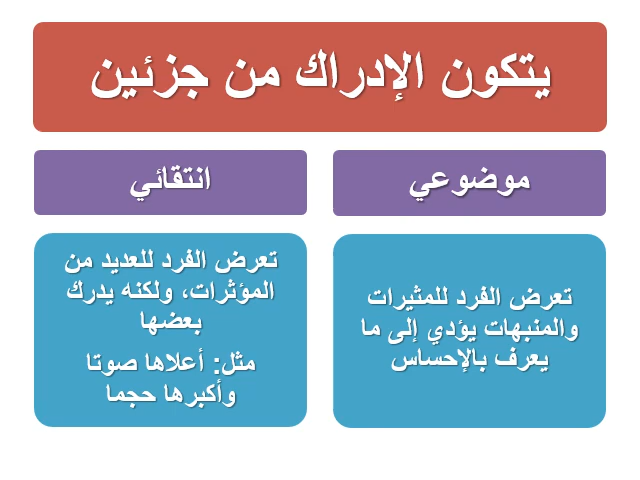 يتكون الإدراك من جزئين
موضوعي
تعرض الفرد للمثيرات
والمنبهات يؤدي إلى ما
يعرف بالإحساس
انتقائي
تعرض الفرد للعديد من
المؤثرات، ولكنه يدرك
بعضها
مثل: أعلاها صوتا
وأكبرها حجما